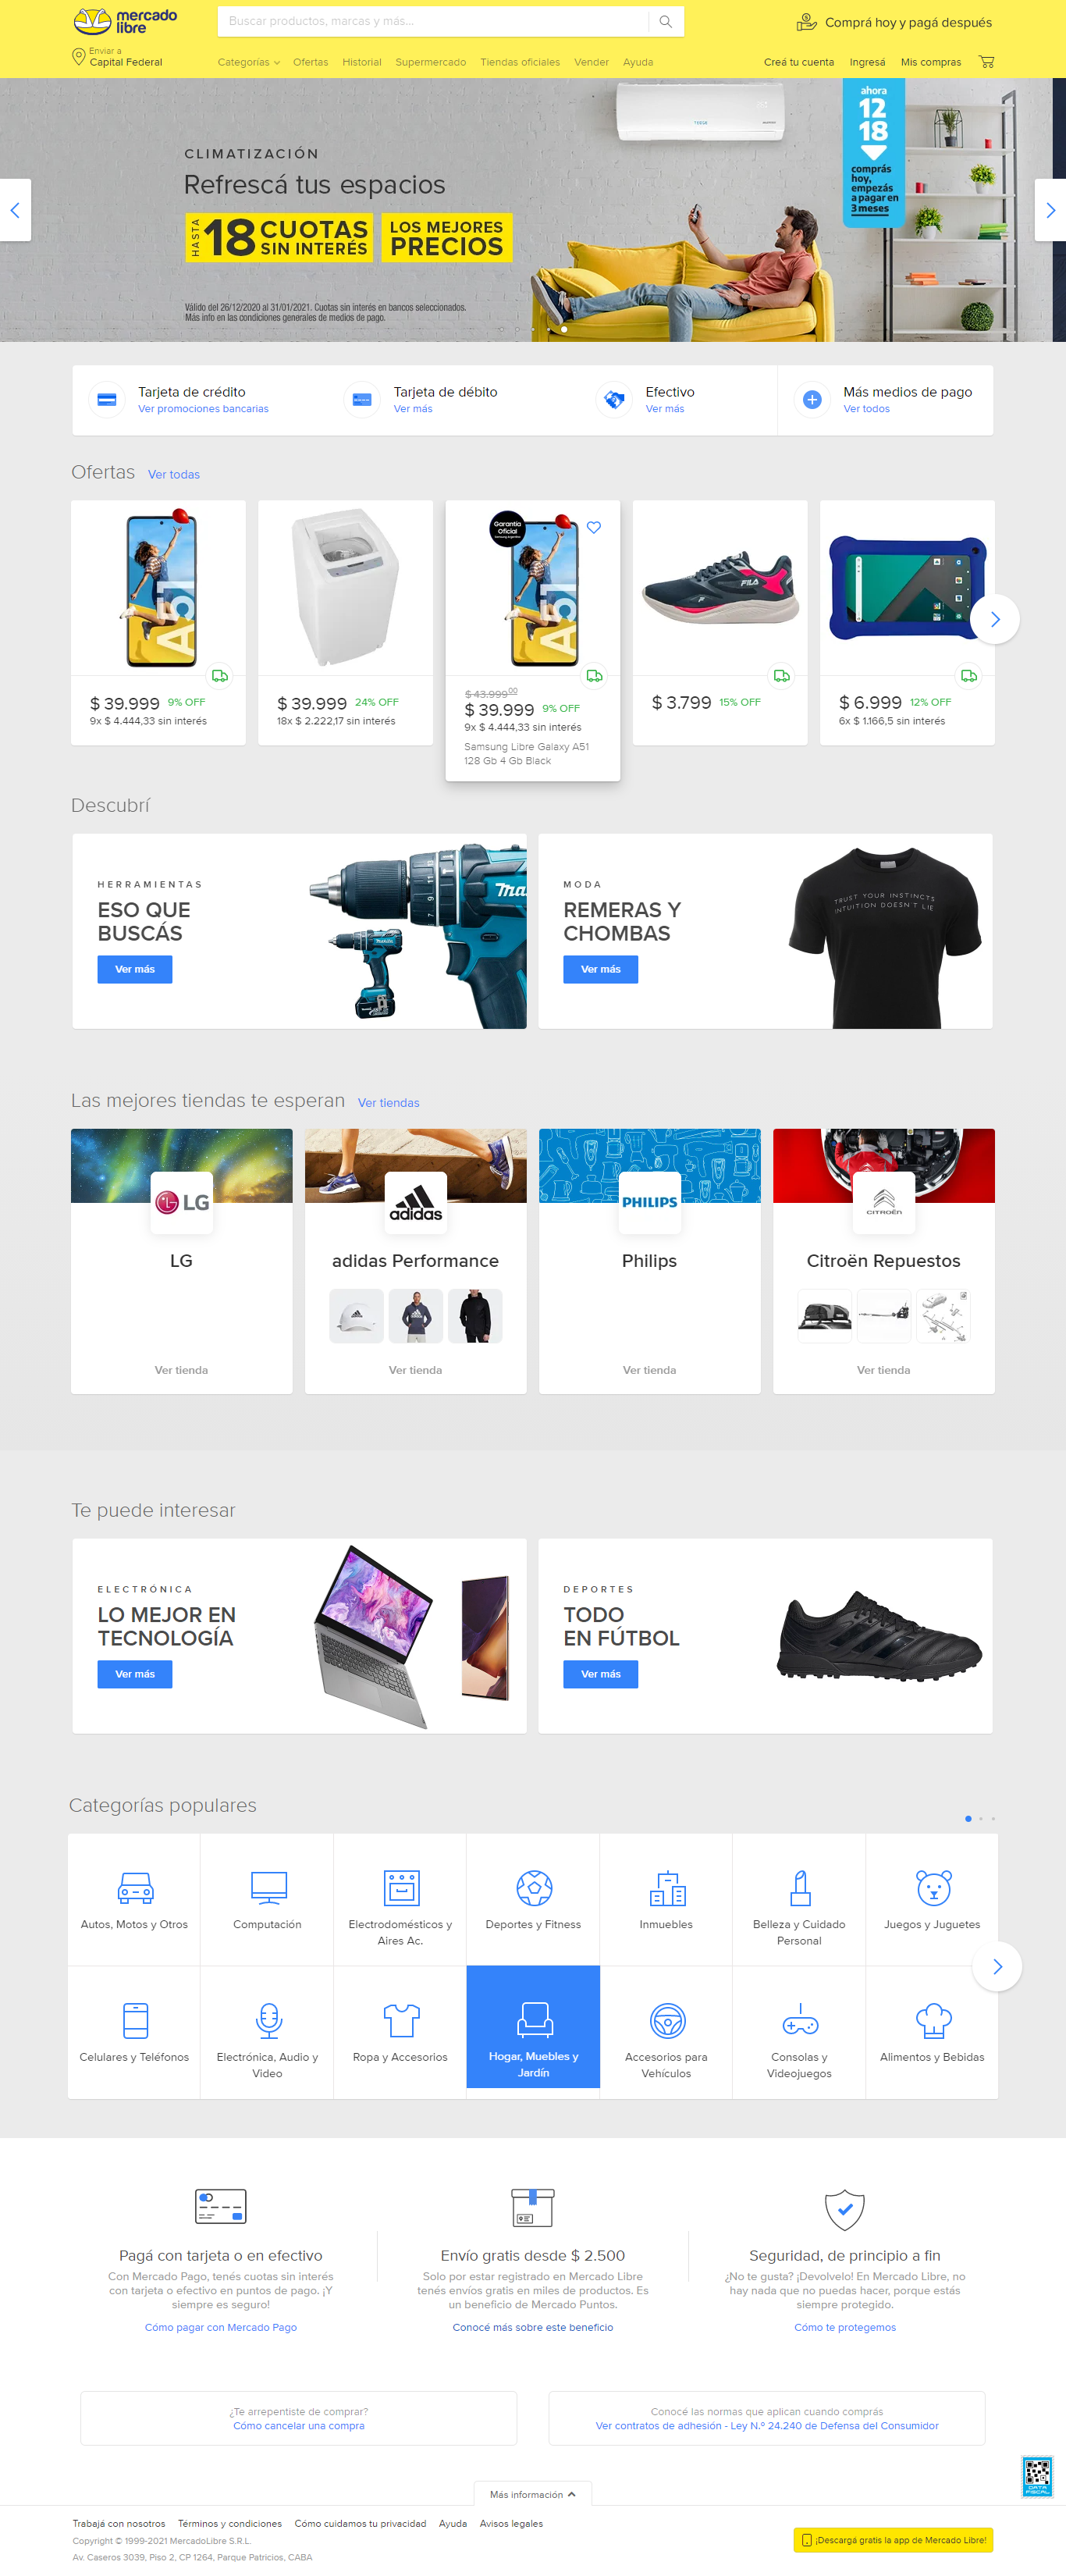 mercado
libre
Buscar productos, marcas y más...
Comprá hoy y pagá después
Enviar a
Capital Federal
Categorías
Ofertas
Historial
Supermercado
Tiendas oficiales
Vender
Ayuda
Creá tu cuenta
Ingresá
Mis compras
CLIMATIZACIÓN
Refrescá tus espacios
HASTA
18 CUOTAS
SIN INTERÉS
LOS MEJORES
PRECIOS
Válido del 26/12/2020 al 31/01/2021. Cuotas sin interés en bancos seleccionados.
Más info en las condiciones generales de medios de pago.
ahora
12
18
comprás
hoy,
empezás
a pagar en
3 meses
Tarjeta de crédito
Ver promociones bancarias
Tarjeta de débito
Ver más
Efectivo
Ver más
Más medios de pago
Ver todos
Ofertas
Ver todas
A51
$ 39.999 9% OFF
9x $ 4.444,33 sin interés
$ 39.999 24% OFF
18x $ 2.222,17 sin interés
Garantía
Oficial
A51
$ 43.999 00
$ 39.999 9% OFF
9x $ 4.444,33 sin interés
Samsung Libre Galaxy A51
128 Gb 4 Gb Black
FILA
$ 3.799 15% OFF
$ 6.999 12% OFF
6x $ 1.166,5 sin interés
Descubrí
HERRAMIENTAS
ESO QUE
BUSCÁS
Ver más
MODA
REMERAS Y
CHOMBAS
Ver más
TRUST YOUR INSTINCTS
INTUITION DOESN'T LIE
Las mejores tiendas te esperan
Ver tiendas
LG
LG
Ver tienda
adidas
adidas Performance
Ver tienda
PHILIPS
Philips
Ver tienda
CITROËN
Citroën Repuestos
Ver tienda
Te puede interesar
ELECTRÓNICA
LO MEJOR EN
TECNOLOGÍA
Ver más
DEPORTES
TODO
EN FÚTBOL
Ver más
Categorías populares
Autos, Motos y Otros
Computación
Electrodomésticos y
Aires Ac.
Deportes y Fitness
Inmuebles
Belleza y Cuidado
Personal
Juegos y Juguetes
Celulares y Teléfonos
Electrónica, Audio y
Video
Ropa y Accesorios
Hogar, Muebles y
Jardín
Accesorios para
Vehículos
Consolas y
Videojuegos
Alimentos y Bebidas
Pagá con tarjeta o en efectivo
Con Mercado Pago, tenés cuotas sin interés
con tarjeta o efectivo en puntos de pago. ¡Y
siempre es seguro!
Cómo pagar con Mercado Pago
Envío gratis desde $ 2.500
Solo por estar registrado en Mercado Libre
tenés envíos gratis en miles de productos. Es
un beneficio de Mercado Puntos.
Conocé más sobre este beneficio
Seguridad, de principio a fin
¿No te gusta? ¡Devolvelo! En Mercado Libre, no
hay nada que no puedas hacer, porque estás
siempre protegido.
Cómo te protegemos
¿Te arrepentiste de comprar?
Cómo cancelar una compra
Conocé las normas que aplican cuando comprás
Ver contratos de adhesión - Ley N.º 24.240 de Defensa del Consumidor
DATA
FISCAL
Más información
Trabajá con nosotros
Términos y condiciones
Cómo cuidamos tu privacidad
Ayuda
Avisos legales
Copyright © 1999-2021 MercadoLibre S.R.L.
Av. Caseros 3039, Piso 2, CP 1264, Parque Patricios, CABA
¡Descargá gratis la app de Mercado Libre!